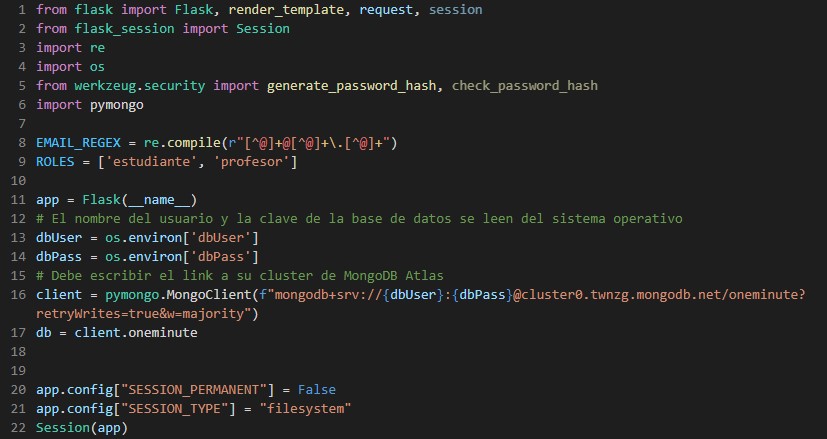 1 from flask import Flask, render_template, request, session
2 from flask_session import Session
3 import re
4 import os
5 from werkzeug.security import generate_password_hash, check_password_hash
6 import pymongo
7
8 EMAIL_REGEX = re.compile(r"[^@]+@[^@]+\.[^@]+")
9 ROLES = ['estudiante', 'profesor']
10
11 app = Flask(__name__)
12 # El nombre del usuario y la clave de la base de datos se leen del sistema operativo
13 dbUser = os.environ['dbUser']
14 dbPass = os.environ['dbPass']
15 # Debe escribir el link a su cluster de MongoDB Atlas
16 client = pymongo.MongoClient(f"mongodb+srv://{dbUser}:{dbPass}@cluster0.twnzg.mongodb.net/oneminute?
retryWrites=true&w=majority")
17 db = client.oneminute
18
19
20 app.config["SESSION_PERMANENT"] = False
21 app.config["SESSION_TYPE"] = "filesystem"
22 Session(app)